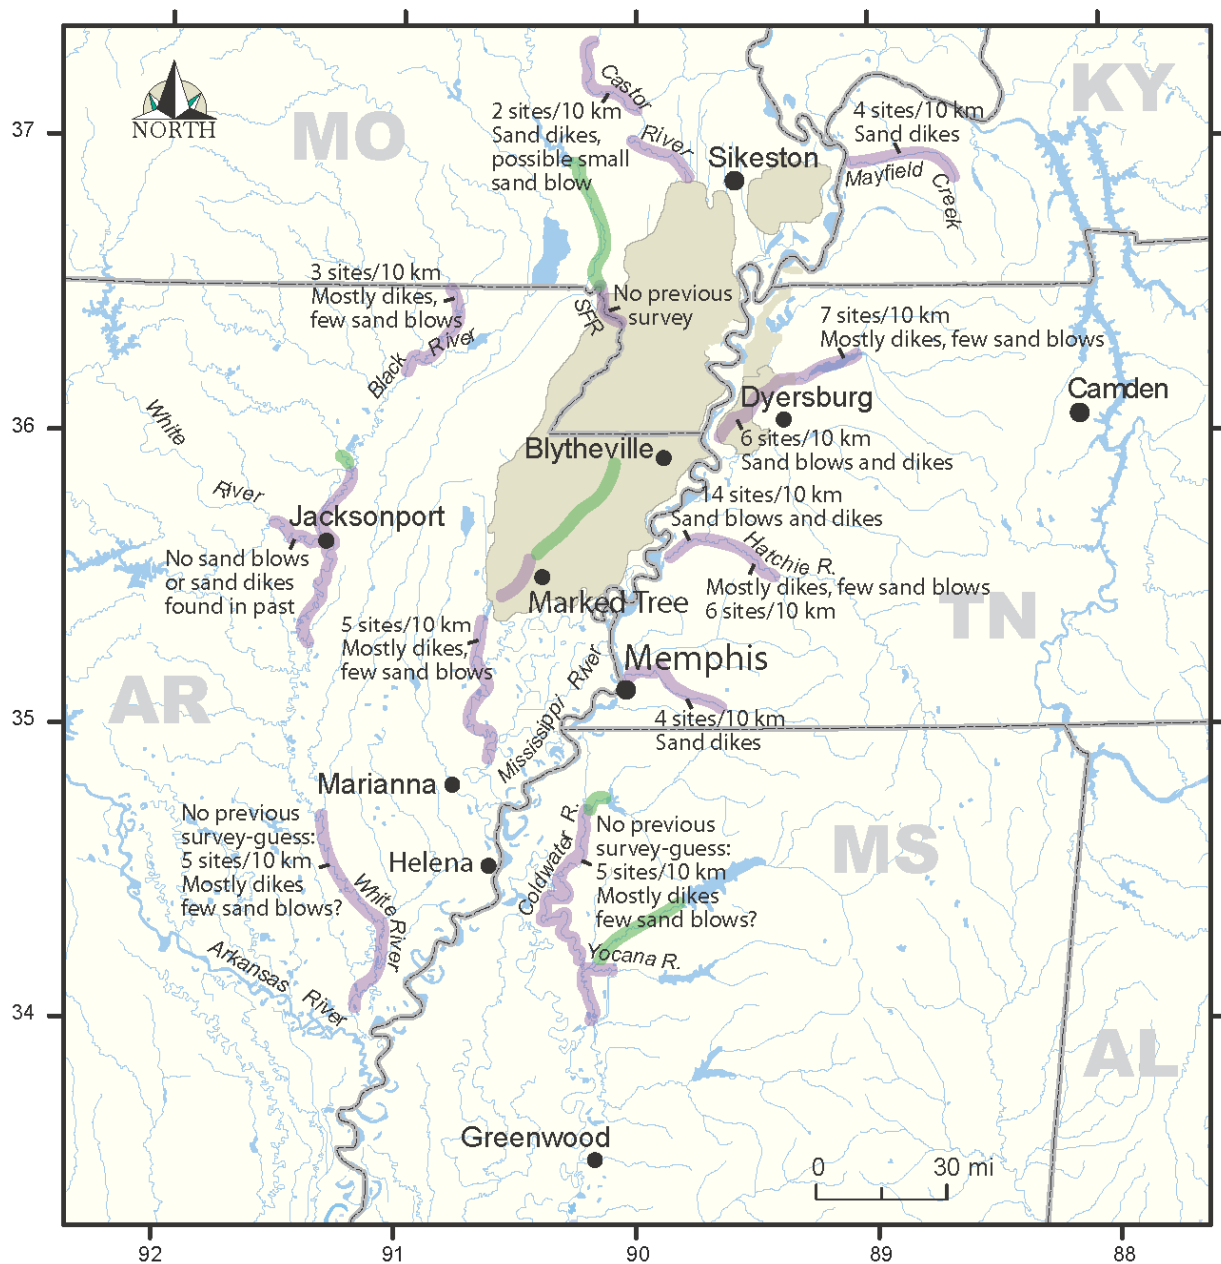 NORTH
MO
KY
37
Castor
River
2 sites/10 km
Sand dikes,
possible small
sand blow
Sikeston
4 sites/10 km
Sand dikes
Mayfield
Creek
3 sites/10 km
Mostly dikes,
few sand blows
Black River
SFR
No previous
survey
7 sites/10 km
Mostly dikes, few sand blows
White
River
36
Dyersburg
Camden
6 sites/10 km
Sand blows and dikes
Blytheville
14 sites/10 km
Sand blows and dikes
Jacksonport
No sand blows
or sand dikes
found in past
Hatchie R.
Mostly dikes, few sand blows
6 sites/10 km
Marked Tree
TN
5 sites/10 km
Mostly dikes,
few sand blows
Mississippi River
Memphis
AR
35
4 sites/10 km
Sand dikes
Marianna
No previous
survey-guess:
5 sites/10 km
Mostly dikes
few sand blows?
Helena
White River
Coldwater R.
No previous
survey-guess:
5 sites/10 km
Mostly dikes
few sand blows?
MS
Yocana R.
Arkansas River
34
AL
Greenwood
0 30 mi
92 91 90 89 88